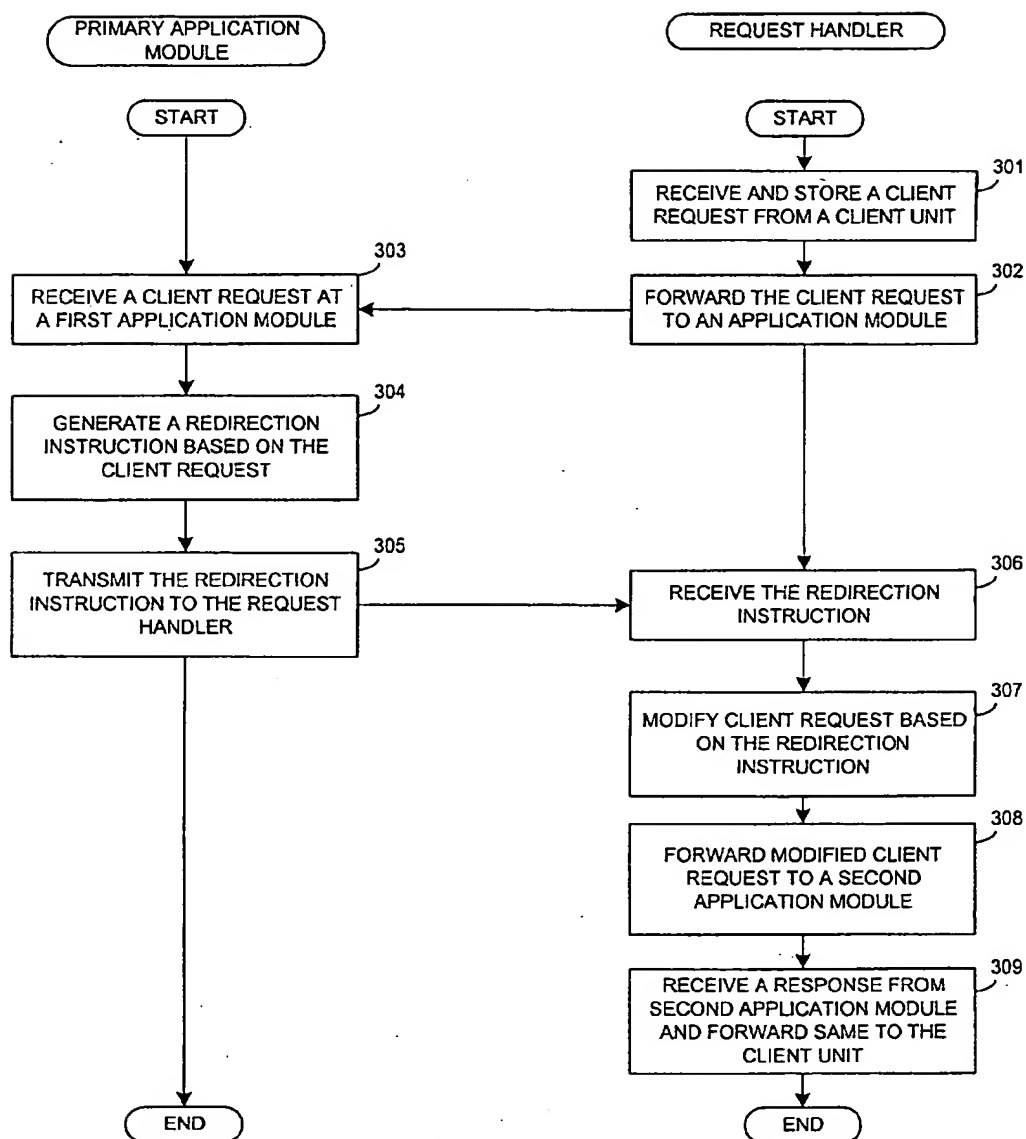 PRIMARY APPLICATION
MODULE
REQUEST HANDLER
START
START
301
RECEIVE AND STORE A CLIENT
REQUEST FROM A CLIENT UNIT
303
302
RECEIVE A CLIENT REQUEST AT
A FIRST APPLICATION MODULE
FORWARD THE CLIENT REQUEST
TO AN APPLICATION MODULE
304
GENERATE A REDIRECTION
INSTRUCTION BASED ON THE
CLIENT REQUEST
305
TRANSMIT THE REDIRECTION
INSTRUCTION TO THE REQUEST
HANDLER
306
RECEIVE THE REDIRECTION
INSTRUCTION
307
MODIFY CLIENT REQUEST BASED
ON THE REDIRECTION
INSTRUCTION
308
FORWARD MODIFIED CLIENT
REQUEST TO A SECOND
APPLICATION MODULE
309
RECEIVE A RESPONSE FROM
SECOND APPLICATION MODULE
AND FORWARD SAME TO THE
CLIENT UNIT
END
END